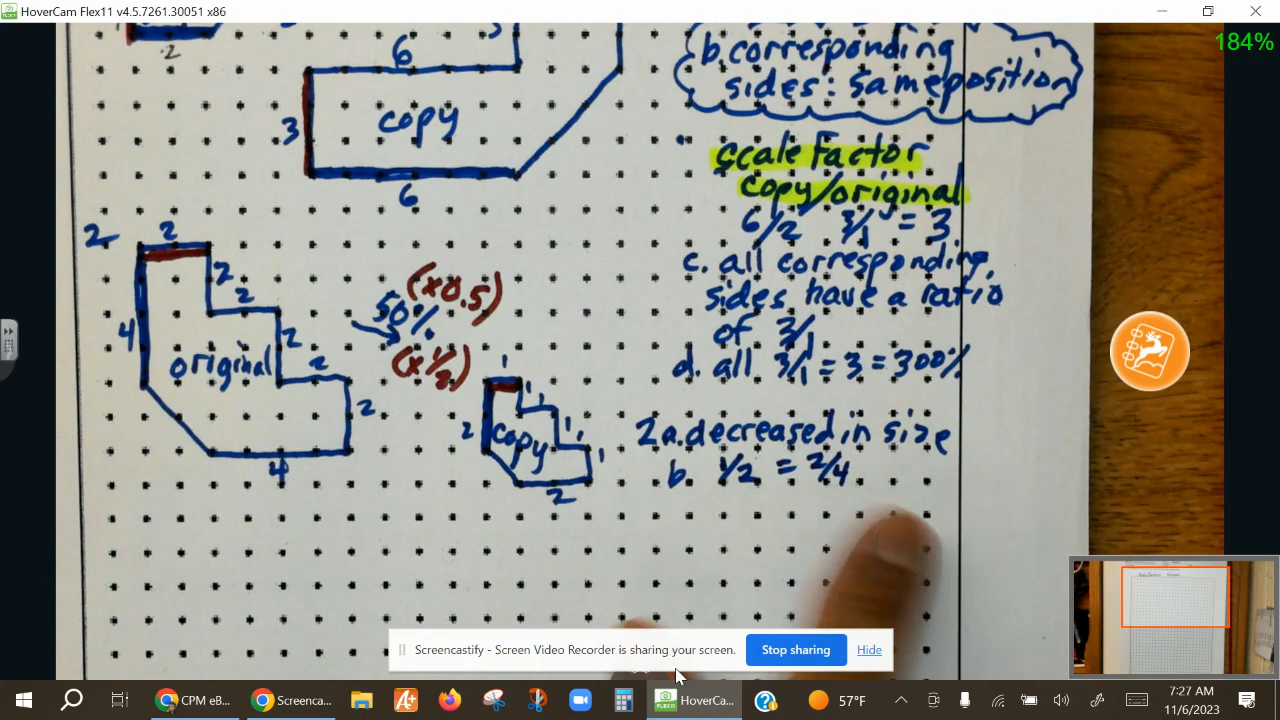 HoverCam Flex11 v4.5.7261.30051 x86
184%
2
6
3
copy
6
b. corresponding
sides: same position
scale Factor
copy/original
6/2 3/1 = 3
c. all corresponding
sides have a ratio
of 3/1
d. all 3/1 = 3 = 300%
2
2
2
2
2
2
2
4
original
4
50%
(x0.5)
(x 1/2)
1
1
1
1
1
1
2
copy
2
2a. decreased in size
b. 1/2 = 2/4
Screencastify - Screen Video Recorder is sharing your screen.
Stop sharing
Hide
CPM eB...
Screenca...
HoverCa...
57°F
7:27 AM
11/6/2023